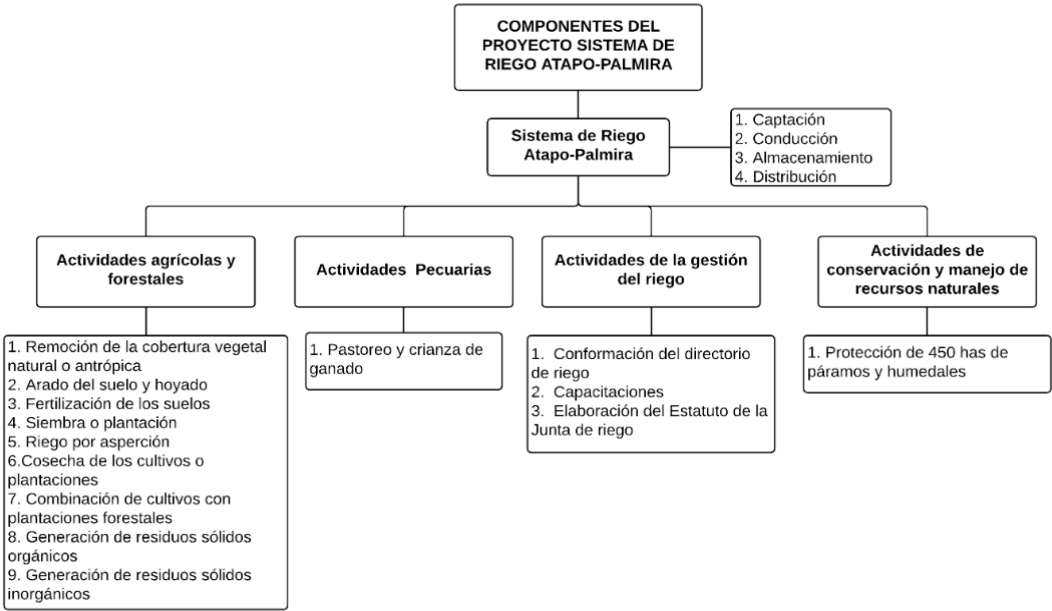 COMPONENTES DEL
PROYECTO SISTEMA DE
RIEGO ATAPO-PALMIRA
Sistema de Riego
Atapo-Palmira
1. Captación
2. Conducción
3. Almacenamiento
4. Distribución
Actividades agrícolas y
forestales
Actividades Pecuarias
Actividades de la gestión
del riego
Actividades de
conservación y manejo de
recursos naturales
1. Remoción de la cobertura vegetal
natural o antrópica
2. Arado del suelo y hoyado
3. Fertilización de los suelos
4. Siembra o plantación
5. Riego por asperción
6.Cosecha de los cultivos o
plantaciones
7. Combinación de cultivos con
plantaciones forestales
8. Generación de residuos sólidos
orgánicos
9. Generación de residuos sólidos
inorgánicos
1. Pastoreo y crianza de
ganado
1. Conformación del directorio
de riego
2. Capacitaciones
3. Elaboración del Estatuto de la
Junta de riego
1. Protección de 450 has de
páramos y humedales